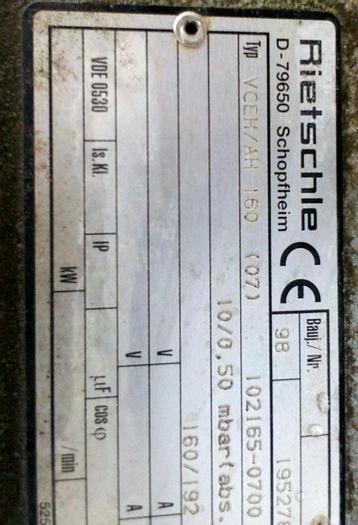 Rietschle CE
D-79650 Schopfheim
Bauj./Nr. 98 19527
Typ VCEH/AH 160 (07) 102165-0700
10/0,50 mbar(abs.
160/192
V A
V A
VDE 0530 Is.Kl. IP µF cos φ
kW /min
525